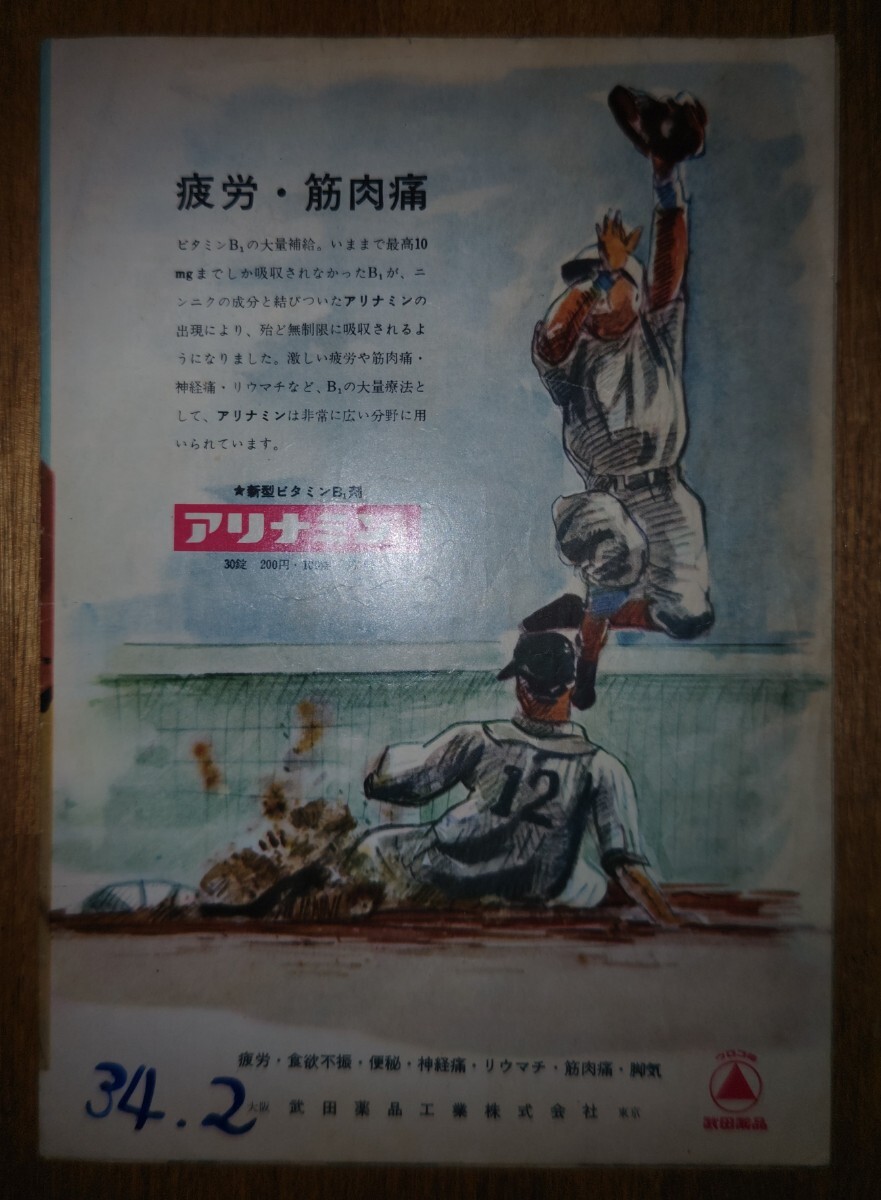 疲労・筋肉痛
ビタミンB₁の大量補給。いままで最高10
mgまでしか吸収されなかったB₁が、ニ
ンニクの成分と結びついたアリナミンの
出現により、殆ど無制限に吸収されるよ
うになりました。激しい疲労や筋肉痛・
神経痛・リウマチなど、B₁の大量療法と
して、アリナミンは非常に広い分野に用
いられています。
★新型ビタミンB₁剤
アリナミン
30錠 200円・100錠
12
疲労・食欲不振・便秘・神経痛・リウマチ・筋肉痛・脚気
34.2
大阪 武田薬品工業株式会社 東京
ウロコ印
武田薬品